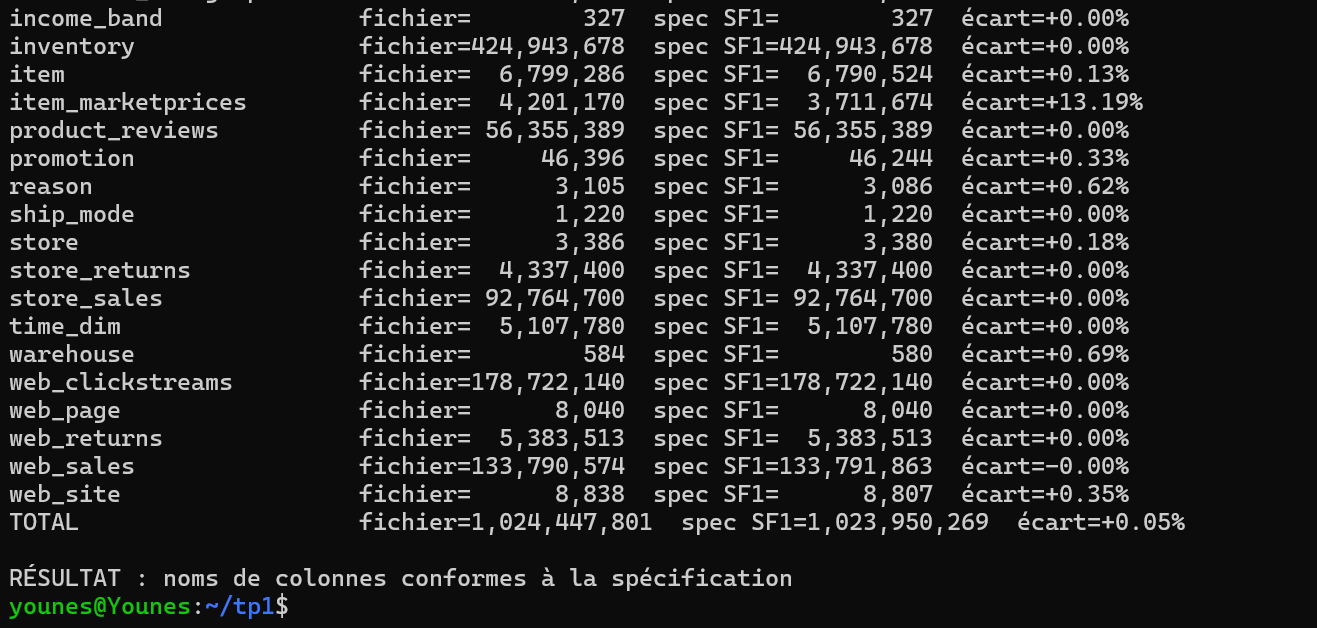 income_band              fichier=        327  spec SF1=        327  écart=+0.00%
inventory                fichier=424,943,678  spec SF1=424,943,678  écart=+0.00%
item                     fichier=  6,799,286  spec SF1=  6,790,524  écart=+0.13%
item_marketprices        fichier=  4,201,170  spec SF1=  3,711,674  écart=+13.19%
product_reviews          fichier= 56,355,389  spec SF1= 56,355,389  écart=+0.00%
promotion                fichier=     46,396  spec SF1=     46,244  écart=+0.33%
reason                   fichier=      3,105  spec SF1=      3,086  écart=+0.62%
ship_mode                fichier=      1,220  spec SF1=      1,220  écart=+0.00%
store                    fichier=      3,386  spec SF1=      3,380  écart=+0.18%
store_returns            fichier=  4,337,400  spec SF1=  4,337,400  écart=+0.00%
store_sales              fichier= 92,764,700  spec SF1= 92,764,700  écart=+0.00%
time_dim                 fichier=  5,107,780  spec SF1=  5,107,780  écart=+0.00%
warehouse                fichier=        584  spec SF1=        580  écart=+0.69%
web_clickstreams         fichier=178,722,140  spec SF1=178,722,140  écart=+0.00%
web_page                 fichier=      8,040  spec SF1=      8,040  écart=+0.00%
web_returns              fichier=  5,383,513  spec SF1=  5,383,513  écart=+0.00%
web_sales                fichier=133,790,574  spec SF1=133,791,863  écart=-0.00%
web_site                 fichier=      8,838  spec SF1=      8,807  écart=+0.35%
TOTAL                    fichier=1,024,447,801  spec SF1=1,023,950,269  écart=+0.05%
RÉSULTAT : noms de colonnes conformes à la spécification
younes@Younes:~/tp1$